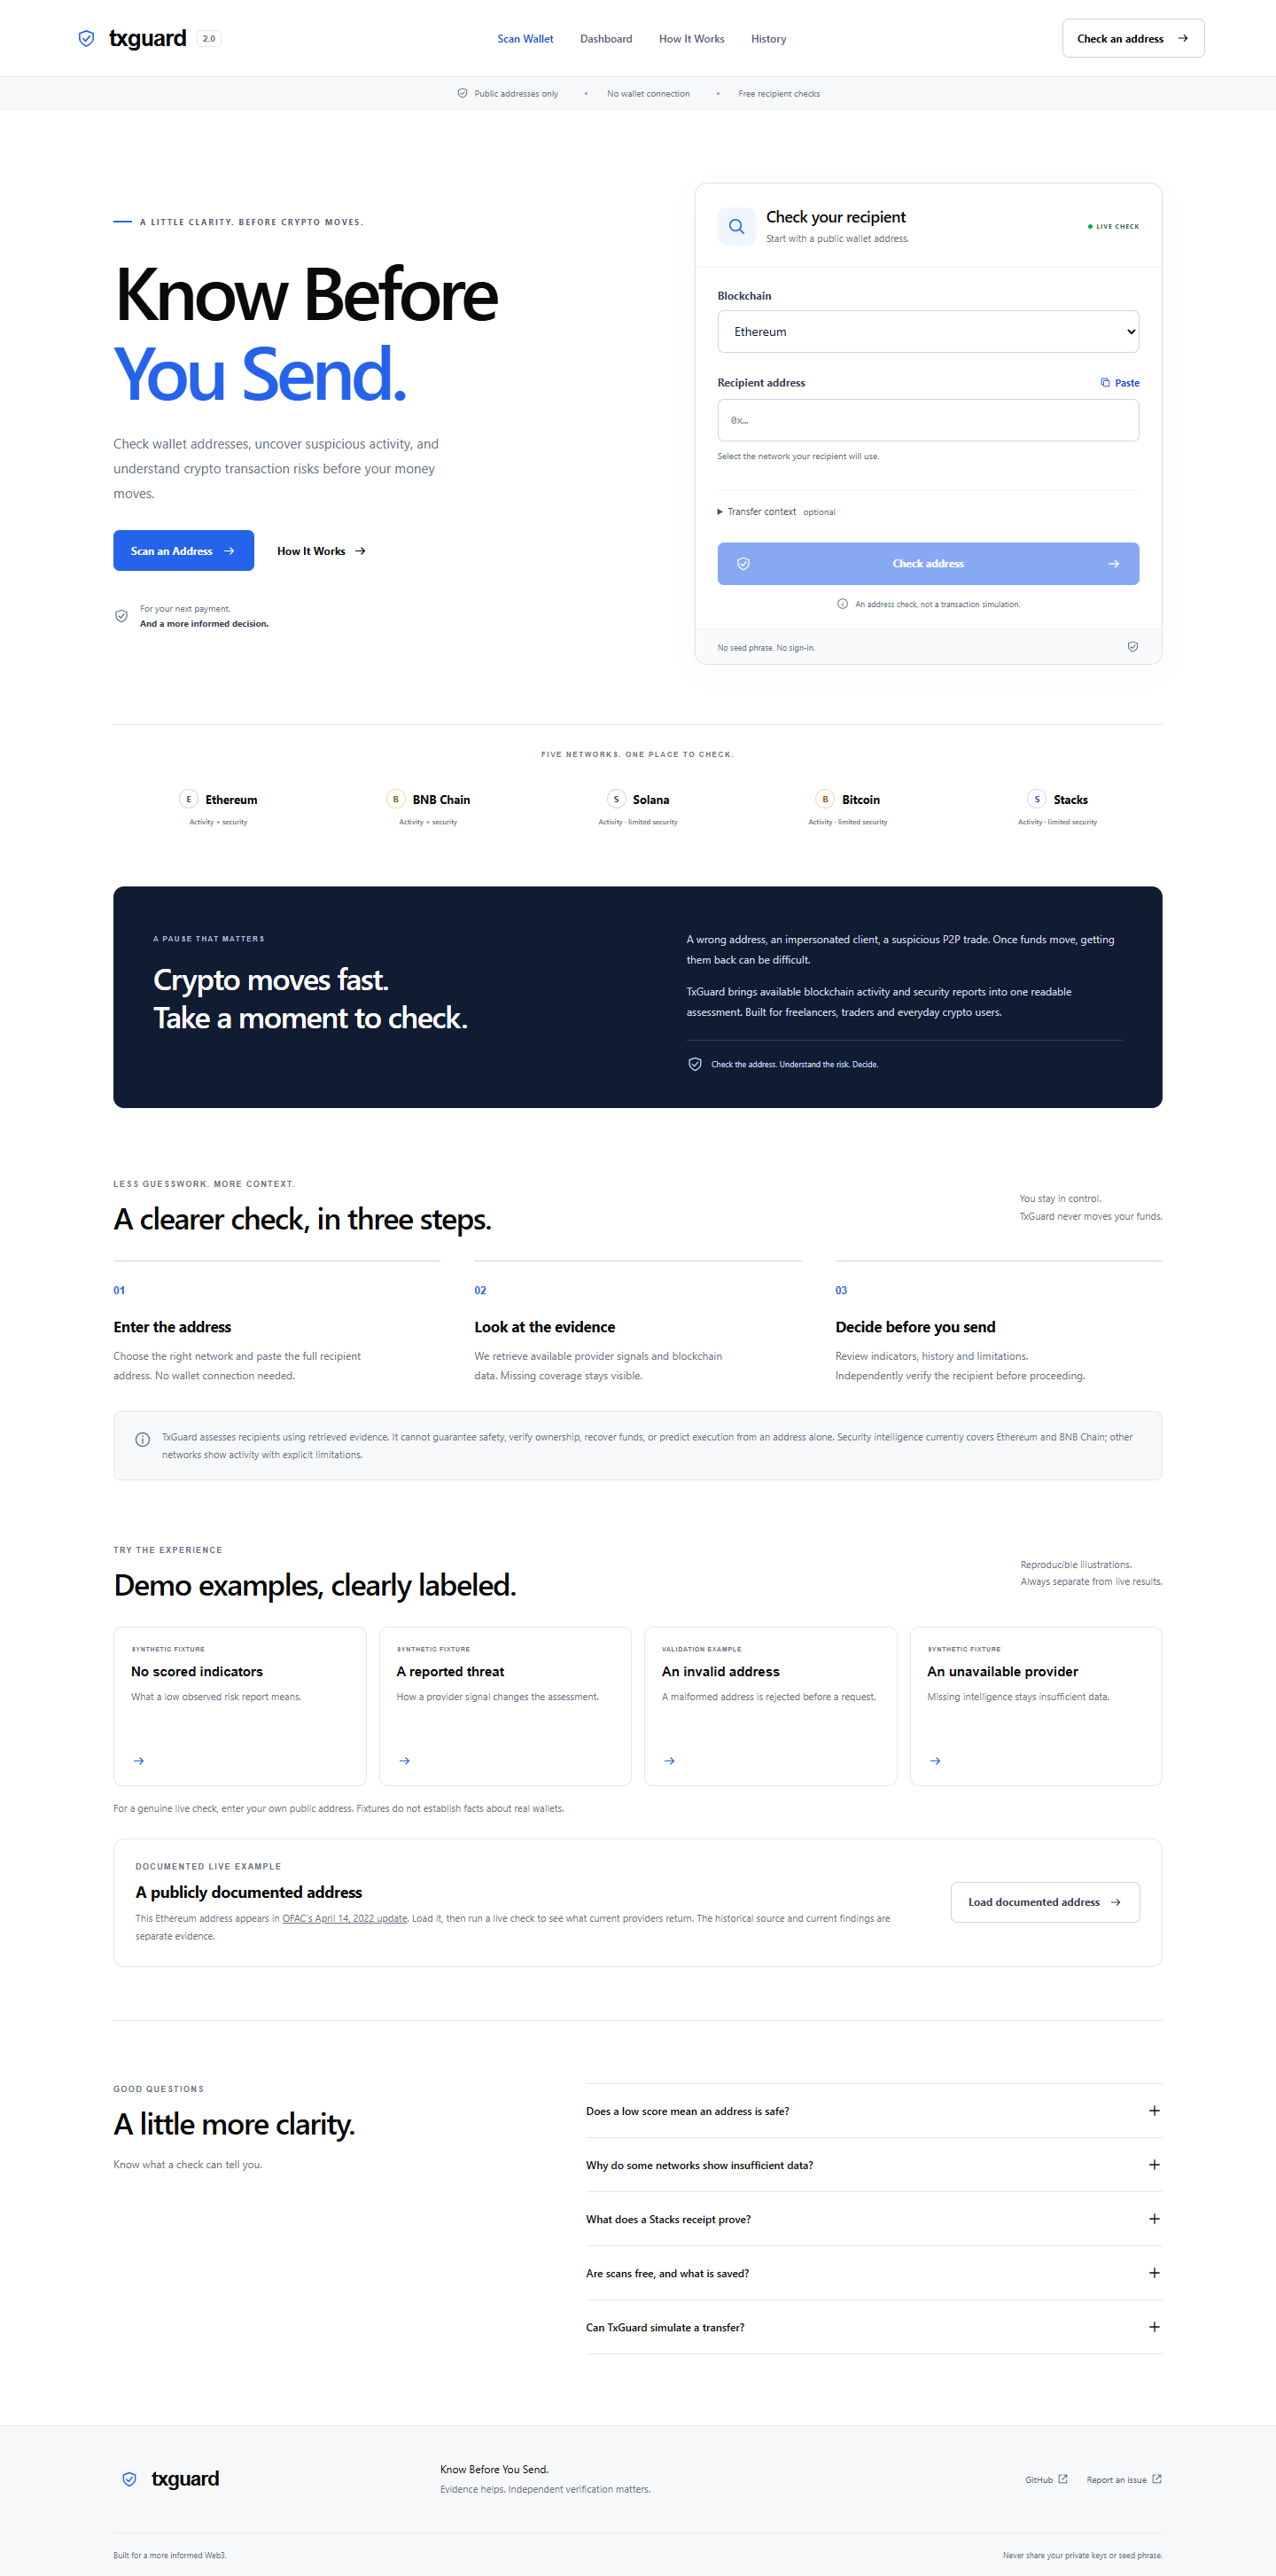 txguard 2.0
Scan Wallet Dashboard How It Works History
Check an address
Public addresses only • No wallet connection • Free recipient checks
A LITTLE CLARITY. BEFORE CRYPTO MOVES.
Know Before
You Send.
Check wallet addresses, uncover suspicious activity, and
understand crypto transaction risks before your money
moves.
Scan an Address How It Works
For your next payment.
And a more informed decision.
Check your recipient
Start with a public wallet address.
LIVE CHECK
Blockchain
Ethereum
Recipient address Paste
0x…
Select the network your recipient will use.
Transfer context optional
Check address
An address check, not a transaction simulation.
No seed phrase. No sign-in.
FIVE NETWORKS. ONE PLACE TO CHECK.
E Ethereum
Activity + security
B BNB Chain
Activity + security
S Solana
Activity · limited security
B Bitcoin
Activity · limited security
S Stacks
Activity · limited security
A PAUSE THAT MATTERS
Crypto moves fast.
Take a moment to check.
A wrong address, an impersonated client, a suspicious P2P trade. Once funds move, getting
them back can be difficult.
TxGuard brings available blockchain activity and security reports into one readable
assessment. Built for freelancers, traders and everyday crypto users.
Check the address. Understand the risk. Decide.
LESS GUESSWORK. MORE CONTEXT.
A clearer check, in three steps.
You stay in control.
TxGuard never moves your funds.
01
Enter the address
Choose the right network and paste the full recipient
address. No wallet connection needed.
02
Look at the evidence
We retrieve available provider signals and blockchain
data. Missing coverage stays visible.
03
Decide before you send
Review indicators, history and limitations.
Independently verify the recipient before proceeding.
TxGuard assesses recipients using retrieved evidence. It cannot guarantee safety, verify ownership, recover funds, or predict execution from an address alone. Security intelligence currently covers Ethereum and BNB Chain; other
networks show activity with explicit limitations.
TRY THE EXPERIENCE
Demo examples, clearly labeled.
Reproducible illustrations.
Always separate from live results.
SYNTHETIC FIXTURE
No scored indicators
What a low observed risk report means.
SYNTHETIC FIXTURE
A reported threat
How a provider signal changes the assessment.
VALIDATION EXAMPLE
An invalid address
A malformed address is rejected before a request.
SYNTHETIC FIXTURE
An unavailable provider
Missing intelligence stays insufficient data.
For a genuine live check, enter your own public address. Fixtures do not establish facts about real wallets.
DOCUMENTED LIVE EXAMPLE
A publicly documented address
This Ethereum address appears in OFAC's April 14, 2022 update. Load it, then run a live check to see what current providers return. The historical source and current findings are
separate evidence.
Load documented address
GOOD QUESTIONS
A little more clarity.
Know what a check can tell you.
Does a low score mean an address is safe?
Why do some networks show insufficient data?
What does a Stacks receipt prove?
Are scans free, and what is saved?
Can TxGuard simulate a transfer?
txguard
Know Before You Send.
Evidence helps. Independent verification matters.
GitHub Report an issue
Built for a more informed Web3.
Never share your private keys or seed phrase.